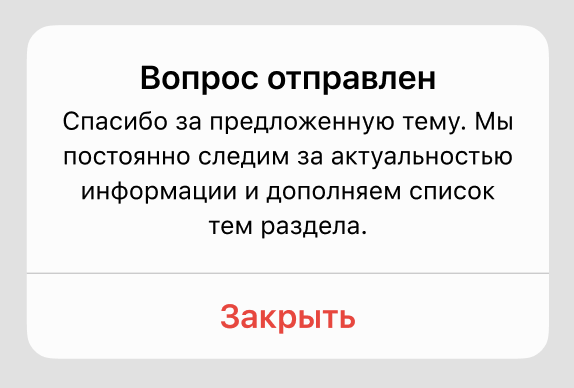 Вопрос отправлен
Спасибо за предложенную тему. Мы
постоянно следим за актуальностью
информации и дополняем список
тем раздела.
Закрыть